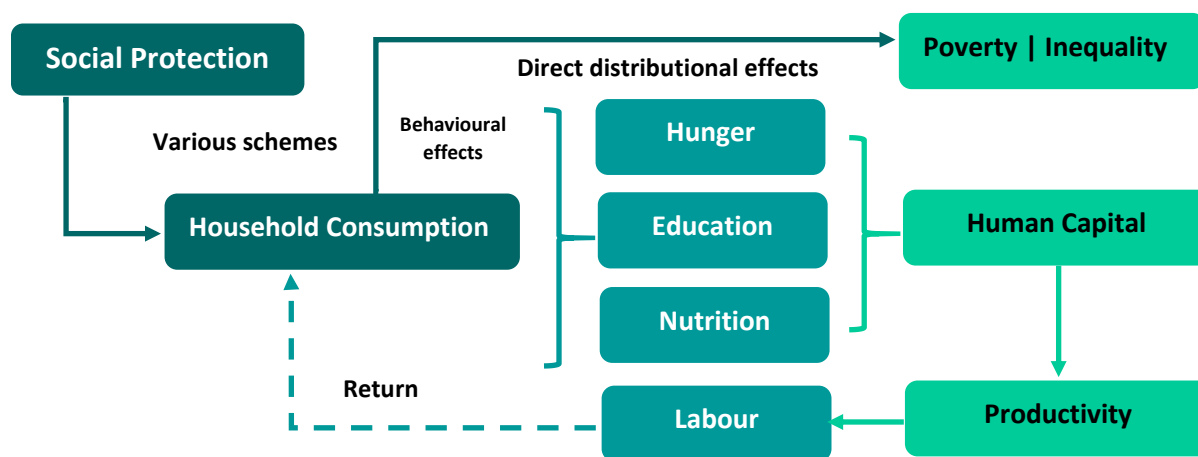 Social Protection
Poverty | Inequality
Direct distributional effects
Various schemes
Behavioural
effects
Hunger
Household Consumption
Education
Human Capital
Nutrition
Return
Labour
Productivity